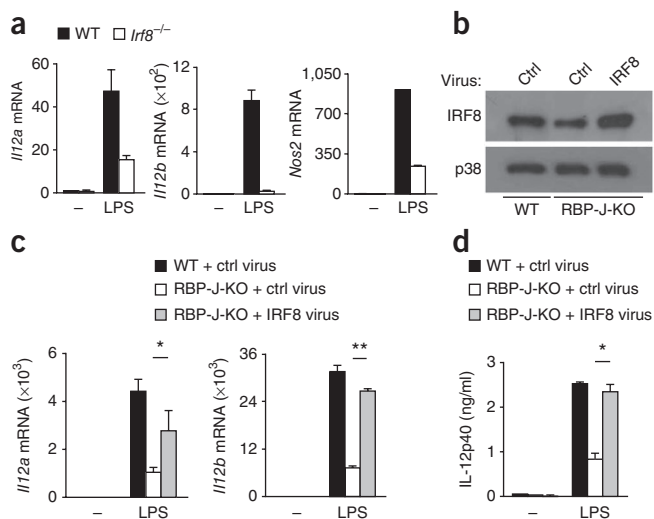 a
WT Irf8–/–
Il12a mRNA
60
40
20
0
– LPS
Il12b mRNA (×10²)
12
8
4
0
– LPS
Nos2 mRNA
1,050
700
350
0
– LPS
b
Virus: Ctrl Ctrl IRF8
IRF8
p38
WT RBP-J-KO
c
WT + ctrl virus
RBP-J-KO + ctrl virus
RBP-J-KO + IRF8 virus
Il12a mRNA (×10³)
6
4
2
0
*
– LPS
Il12b mRNA (×10³)
36
24
12
0
**
– LPS
d
WT + ctrl virus
RBP-J-KO + ctrl virus
RBP-J-KO + IRF8 virus
IL-12p40 (ng/ml)
3
2
1
0
*
– LPS